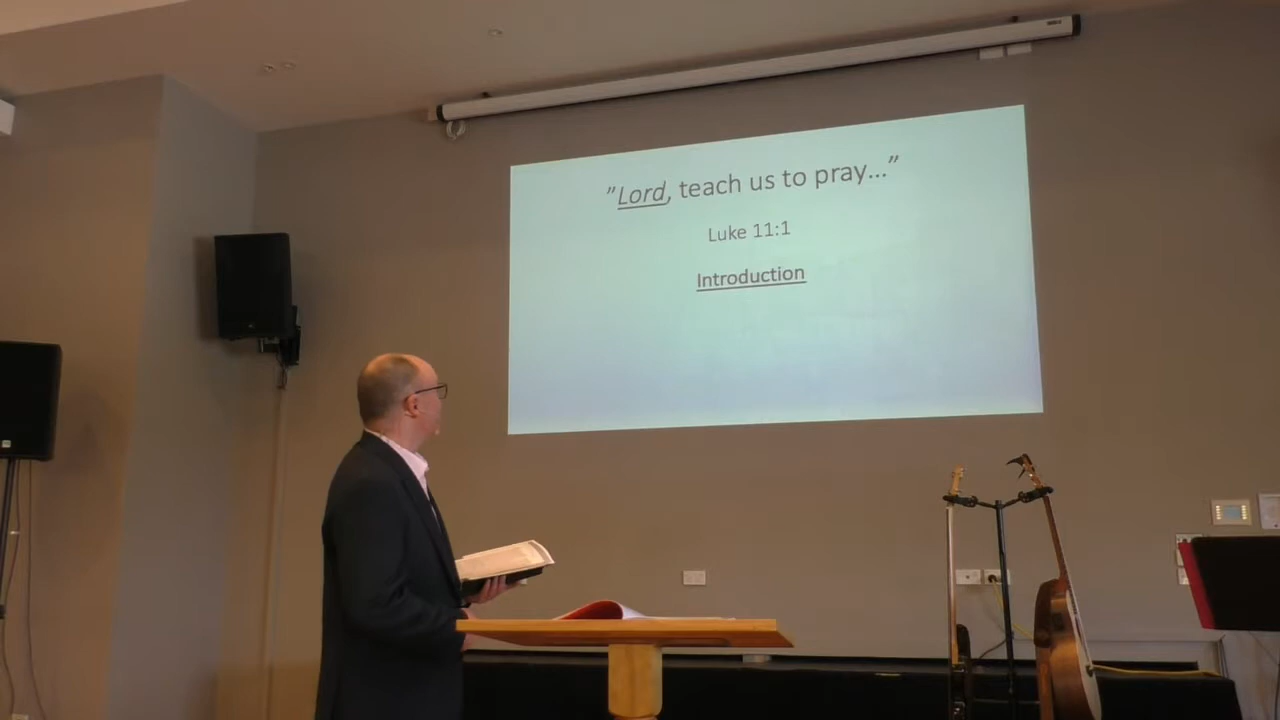 ”Lord, teach us to pray...”
Luke 11:1
Introduction